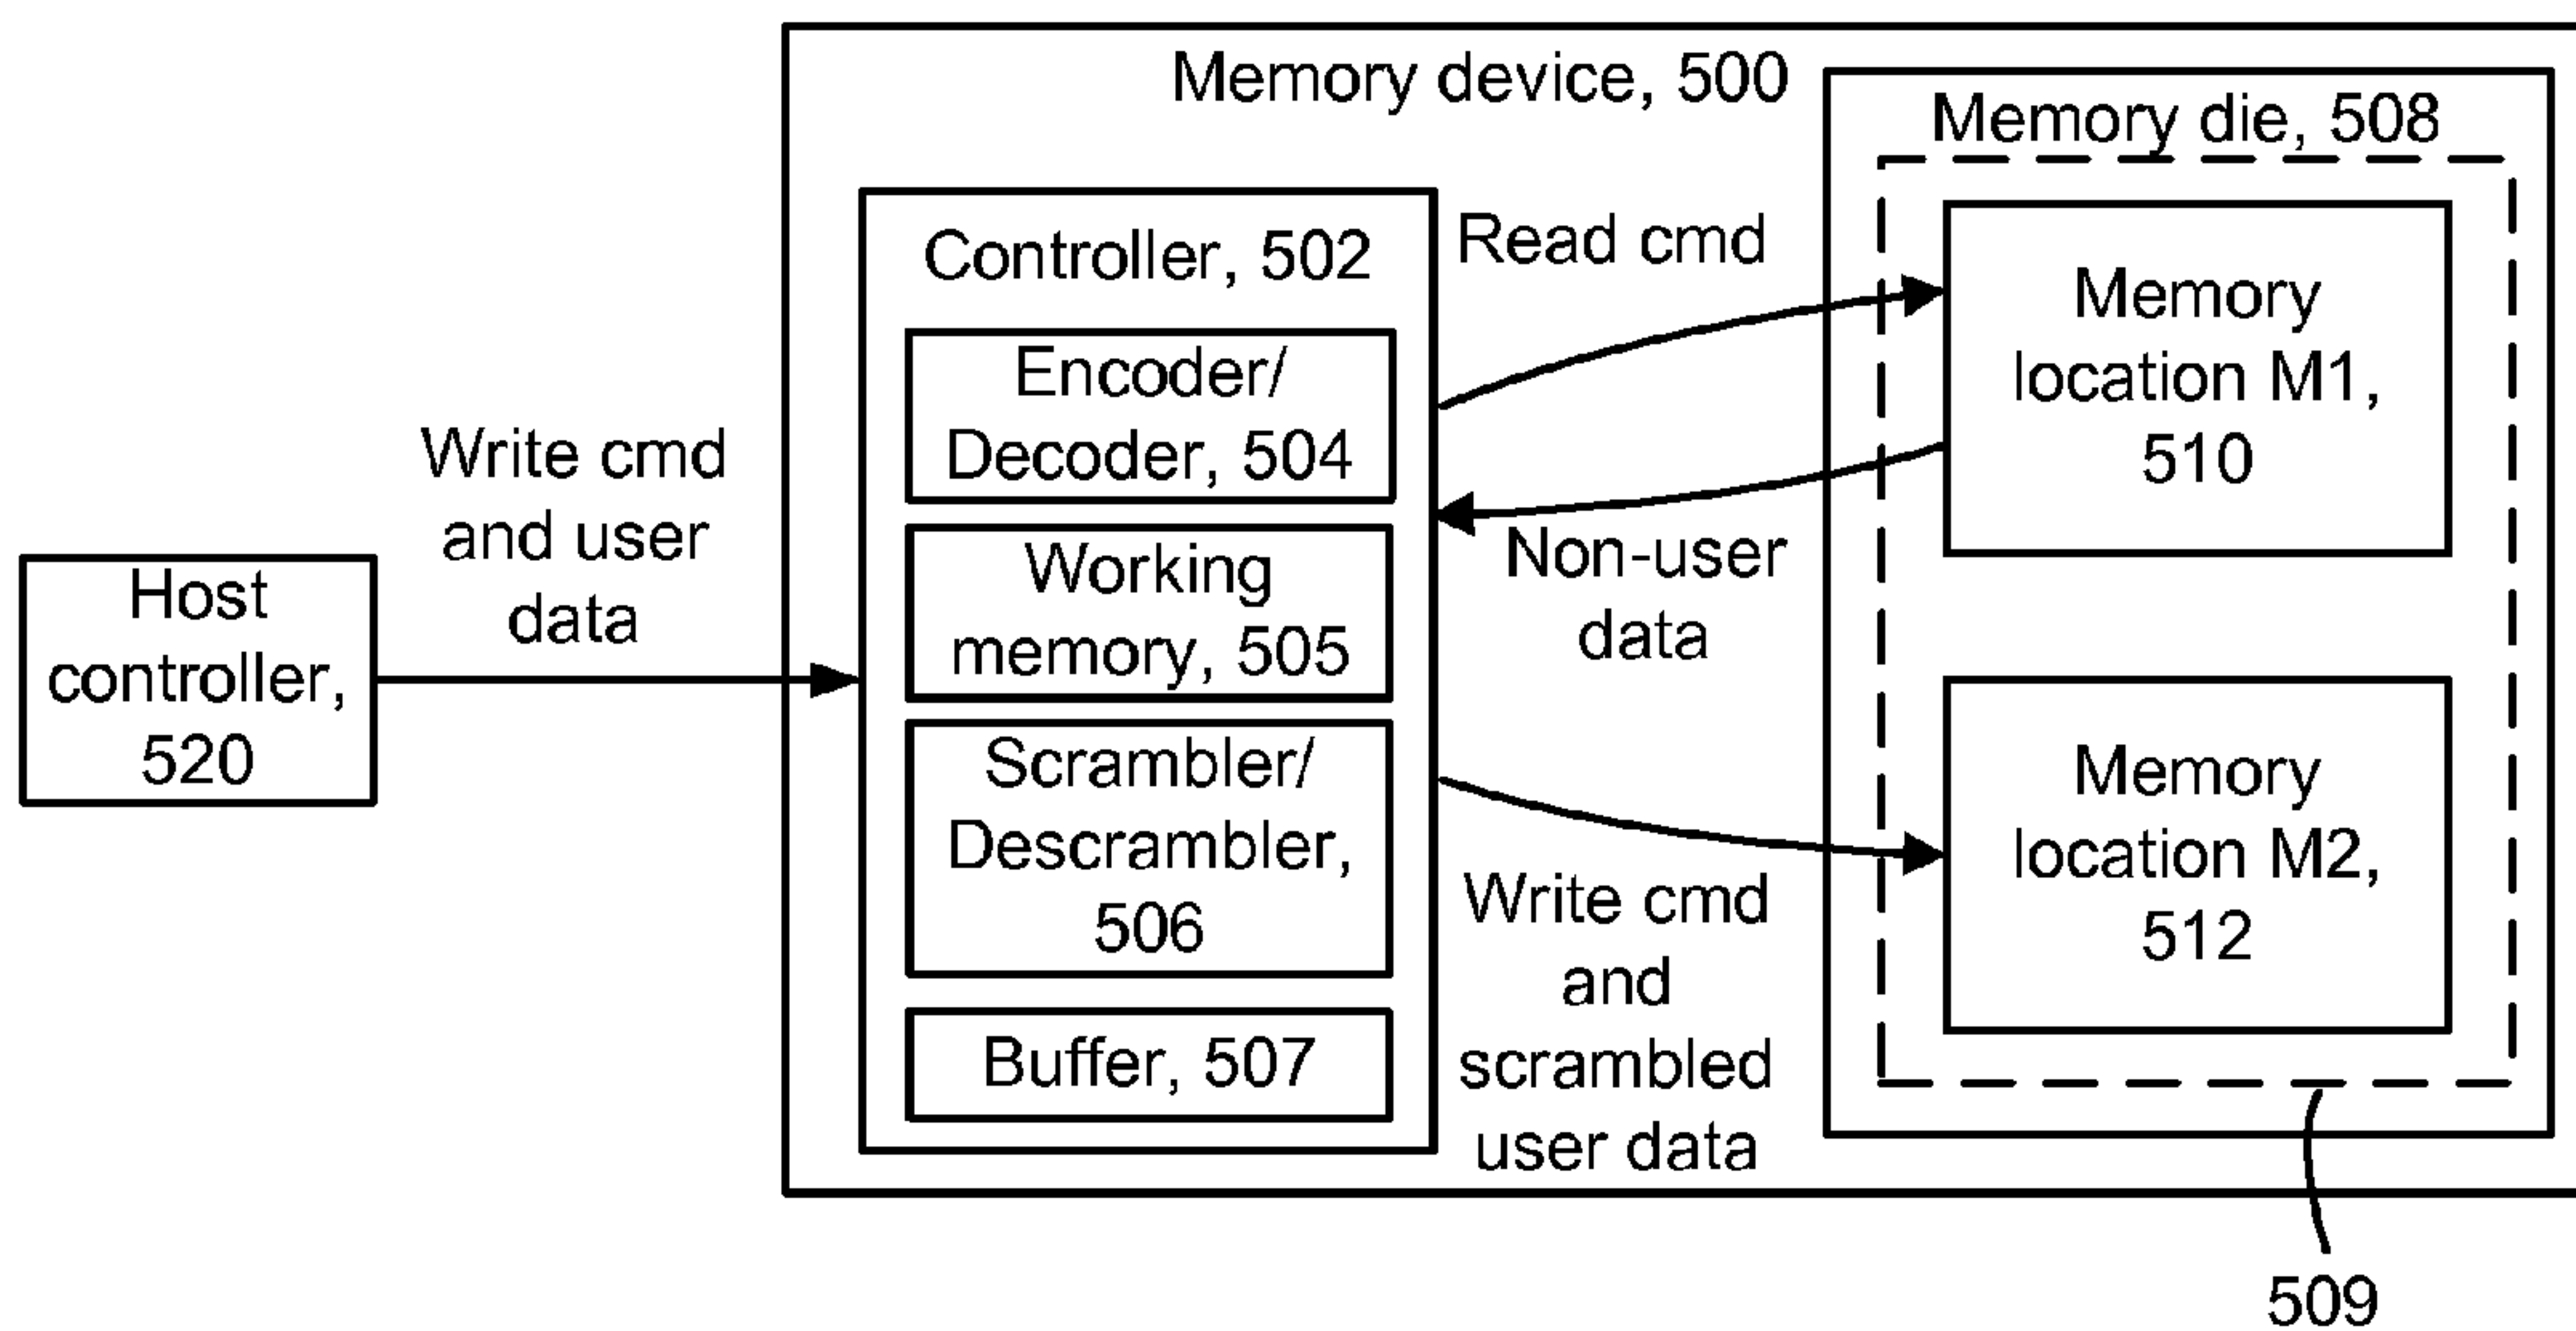 Memory device, 500
Memory die, 508
Controller, 502
Encoder/
Decoder, 504
Working
memory, 505
Scrambler/
Descrambler,
506
Buffer, 507
Host
controller,
520
Write cmd
and user
data
Read cmd
Non-user
data
Write cmd
and
scrambled
user data
Memory
location M1,
510
Memory
location M2,
512
509